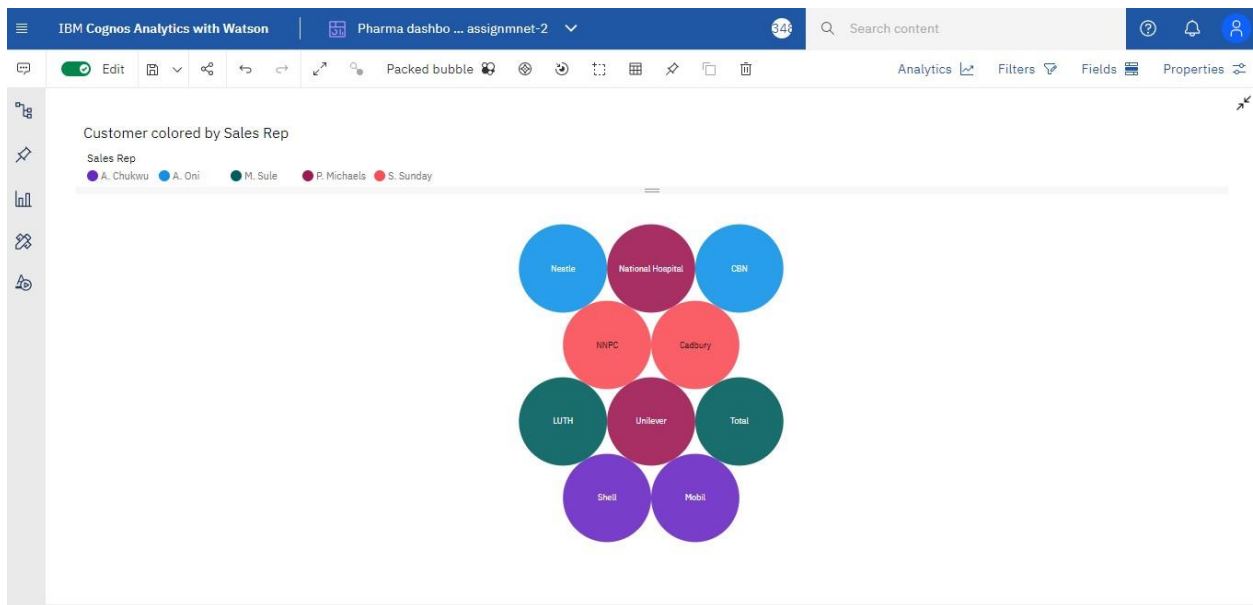 IBM Cognos Analytics with Watson
Pharma dashbo ... assignmnet-2
348
Search content
Edit
Packed bubble
Analytics
Filters
Fields
Properties
Customer colored by Sales Rep
Sales Rep
A. Chukwu A. Oni M. Sule P. Michaels S. Sunday
Nestle National Hospital CBN
NNPC Cadbury
LUTH Unilever Total
Shell Mobil